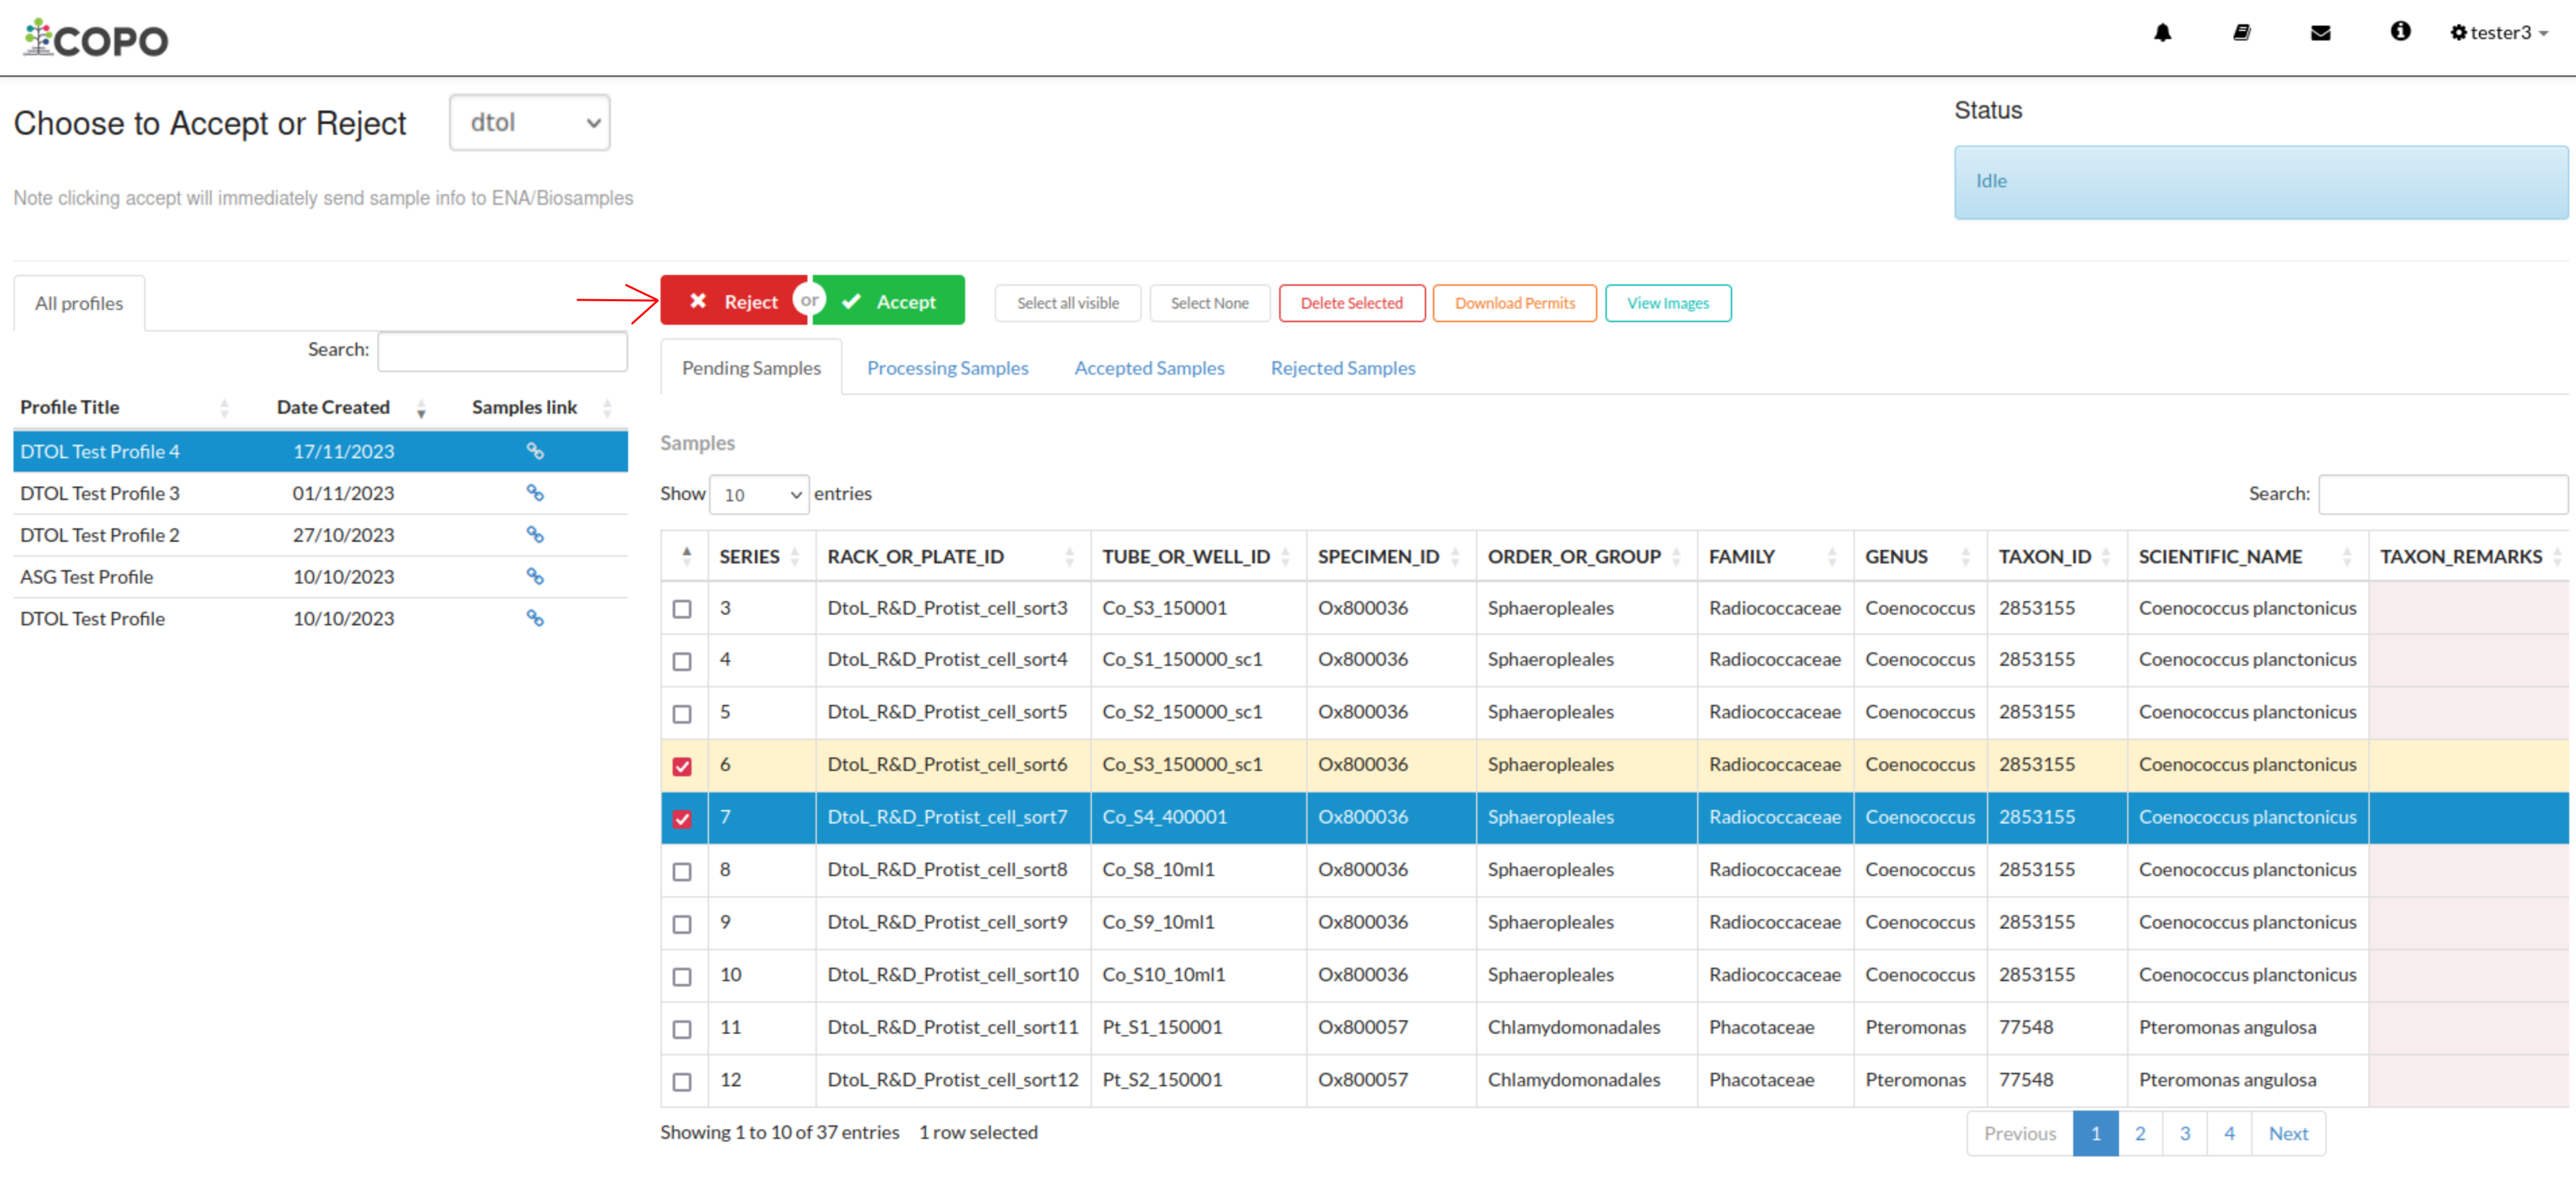 COPO
tester3
Choose to Accept or Reject
dtol
Status
Idle
Note clicking accept will immediately send sample info to ENA/Biosamples
All profiles
Search:
Profile Title Date Created Samples link
DTOL Test Profile 4 17/11/2023
DTOL Test Profile 3 01/11/2023
DTOL Test Profile 2 27/10/2023
ASG Test Profile 10/10/2023
DTOL Test Profile 10/10/2023
Reject or Accept Select all visible Select None Delete Selected Download Permits View Images
Pending Samples Processing Samples Accepted Samples Rejected Samples
Samples
Show 10 entries Search:
SERIES RACK_OR_PLATE_ID TUBE_OR_WELL_ID SPECIMEN_ID ORDER_OR_GROUP FAMILY GENUS TAXON_ID SCIENTIFIC_NAME TAXON_REMARKS
3 DtoL_R&D_Protist_cell_sort3 Co_S3_150001 Ox800036 Sphaeropleales Radiococcaceae Coenococcus 2853155 Coenococcus planctonicus
4 DtoL_R&D_Protist_cell_sort4 Co_S1_150000_sc1 Ox800036 Sphaeropleales Radiococcaceae Coenococcus 2853155 Coenococcus planctonicus
5 DtoL_R&D_Protist_cell_sort5 Co_S2_150000_sc1 Ox800036 Sphaeropleales Radiococcaceae Coenococcus 2853155 Coenococcus planctonicus
6 DtoL_R&D_Protist_cell_sort6 Co_S3_150000_sc1 Ox800036 Sphaeropleales Radiococcaceae Coenococcus 2853155 Coenococcus planctonicus
7 DtoL_R&D_Protist_cell_sort7 Co_S4_400001 Ox800036 Sphaeropleales Radiococcaceae Coenococcus 2853155 Coenococcus planctonicus
8 DtoL_R&D_Protist_cell_sort8 Co_S8_10ml1 Ox800036 Sphaeropleales Radiococcaceae Coenococcus 2853155 Coenococcus planctonicus
9 DtoL_R&D_Protist_cell_sort9 Co_S9_10ml1 Ox800036 Sphaeropleales Radiococcaceae Coenococcus 2853155 Coenococcus planctonicus
10 DtoL_R&D_Protist_cell_sort10 Co_S10_10ml1 Ox800036 Sphaeropleales Radiococcaceae Coenococcus 2853155 Coenococcus planctonicus
11 DtoL_R&D_Protist_cell_sort11 Pt_S1_150001 Ox800057 Chlamydomonadales Phacotaceae Pteromonas 77548 Pteromonas angulosa
12 DtoL_R&D_Protist_cell_sort12 Pt_S2_150001 Ox800057 Chlamydomonadales Phacotaceae Pteromonas 77548 Pteromonas angulosa
Showing 1 to 10 of 37 entries 1 row selected
Previous 1 2 3 4 Next